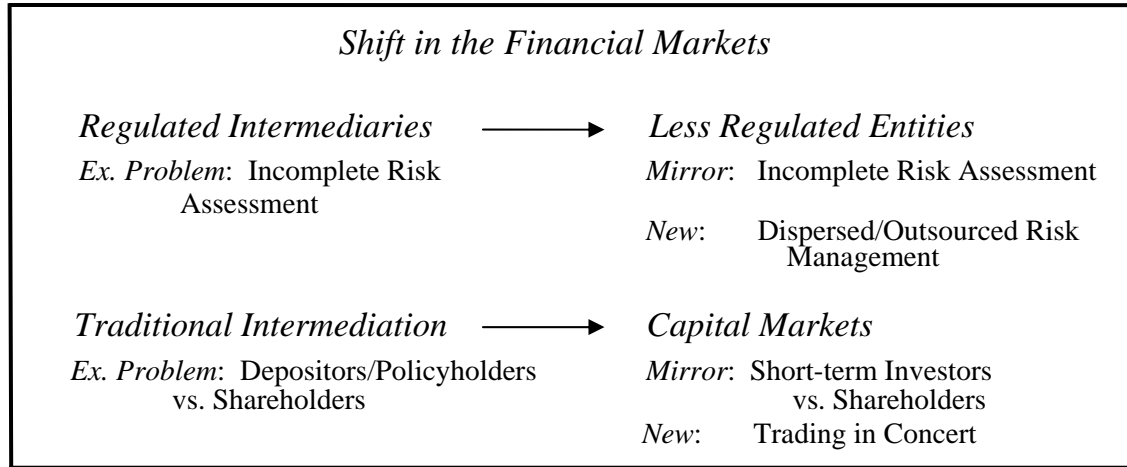 Shift in the Financial Markets
Regulated Intermediaries
Ex. Problem: Incomplete Risk
Assessment
Less Regulated Entities
Mirror: Incomplete Risk Assessment
New: Dispersed/Outsourced Risk
Management
Traditional Intermediation
Ex. Problem: Depositors/Policyholders
vs. Shareholders
Capital Markets
Mirror: Short-term Investors
vs. Shareholders
New: Trading in Concert